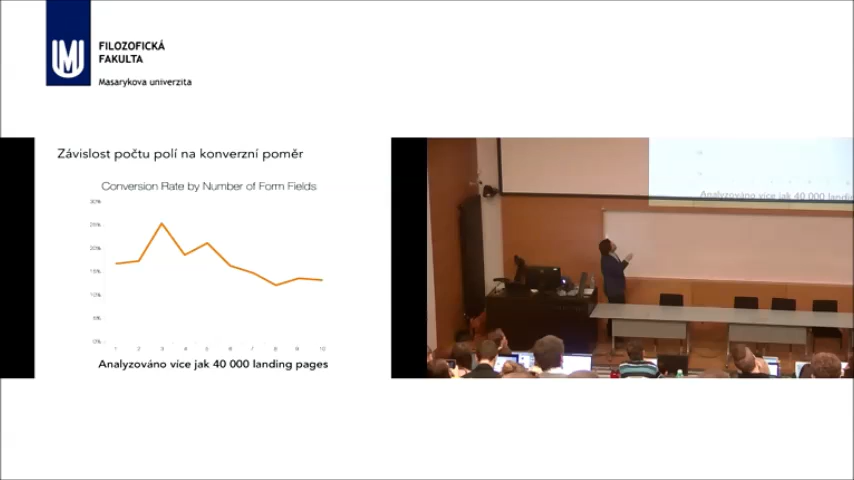 FILOZOFICKÁ
FAKULTA
Masarykova univerzita
Závislost počtu polí na konverzní poměr
Conversion Rate by Number of Form Fields
30%
25%
20%
15%
10%
5%
0%
1 2 3 4 5 6 7 8 9 10
Analyzováno více jak 40 000 landing pages
Analyzováno více jak 40 000 landing